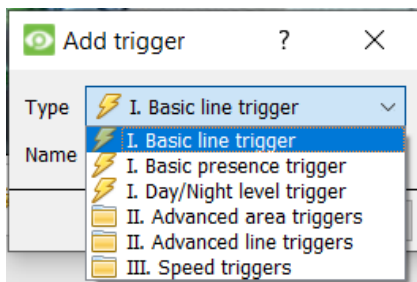 Add trigger ? ×
Type I. Basic line trigger
I. Basic line trigger
Name
I. Basic presence trigger
I. Day/Night level trigger
II. Advanced area triggers
II. Advanced line triggers
III. Speed triggers